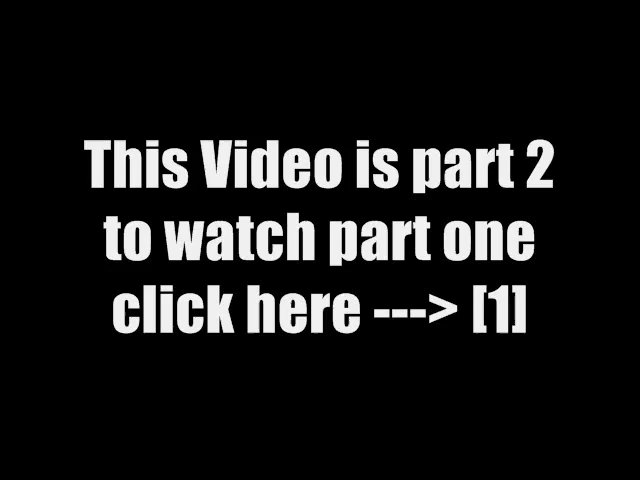 This Video is part 2
to watch part one
click here ---> [1]